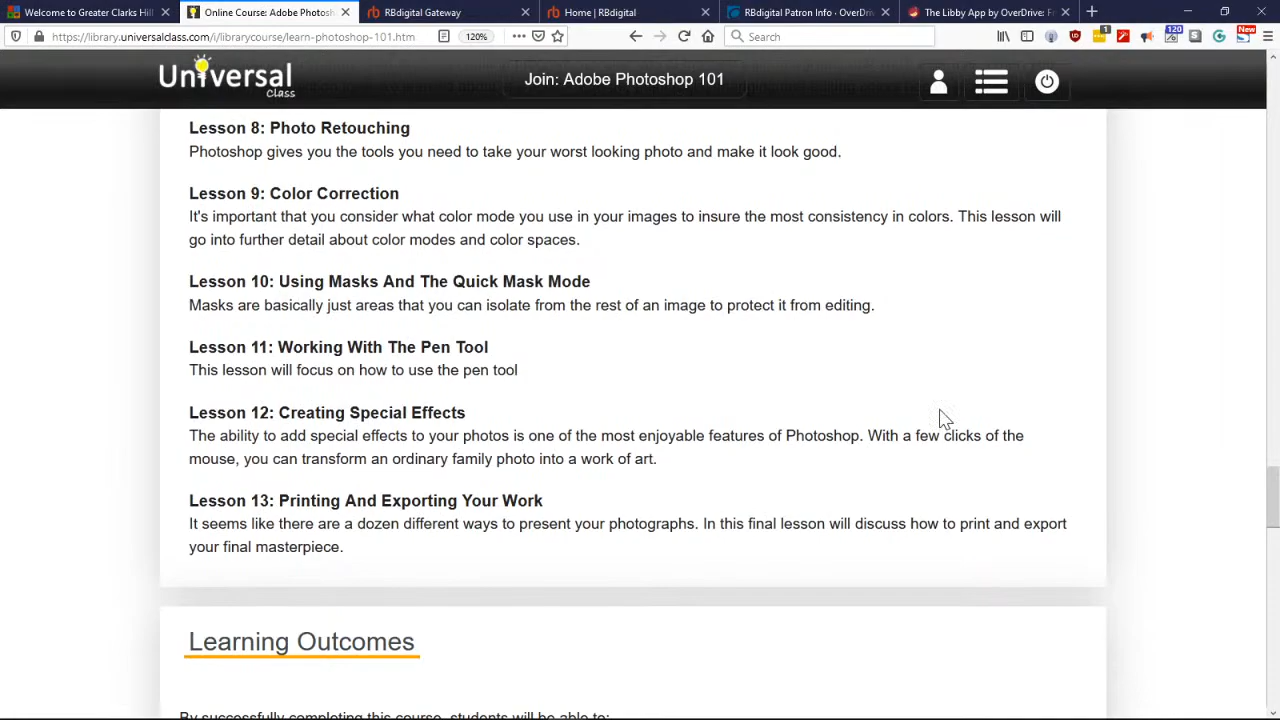 Welcome to Greater Clarks Hill
Online Course: Adobe Photosh
RBdigital Gateway
Home | RBdigital
RBdigital Patron Info · OverDriv
The Libby App by OverDrive: F
https://library.universalclass.com/i/librarycourse/learn-photoshop-101.htm
120%
Search
120
New
Universal
Class
Join: Adobe Photoshop 101
Lesson 8: Photo Retouching
Photoshop gives you the tools you need to take your worst looking photo and make it look good.
Lesson 9: Color Correction
It's important that you consider what color mode you use in your images to insure the most consistency in colors. This lesson will
go into further detail about color modes and color spaces.
Lesson 10: Using Masks And The Quick Mask Mode
Masks are basically just areas that you can isolate from the rest of an image to protect it from editing.
Lesson 11: Working With The Pen Tool
This lesson will focus on how to use the pen tool
Lesson 12: Creating Special Effects
The ability to add special effects to your photos is one of the most enjoyable features of Photoshop. With a few clicks of the
mouse, you can transform an ordinary family photo into a work of art.
Lesson 13: Printing And Exporting Your Work
It seems like there are a dozen different ways to present your photographs. In this final lesson will discuss how to print and export
your final masterpiece.
Learning Outcomes
By successfully completing this course, students will be able to: